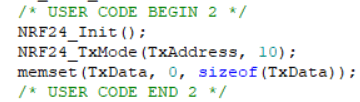 /* USER CODE BEGIN 2 */
NRF24_Init();
NRF24_TxMode(TxAddress, 10);
memset(TxData, 0, sizeof(TxData));
/* USER CODE END 2 */